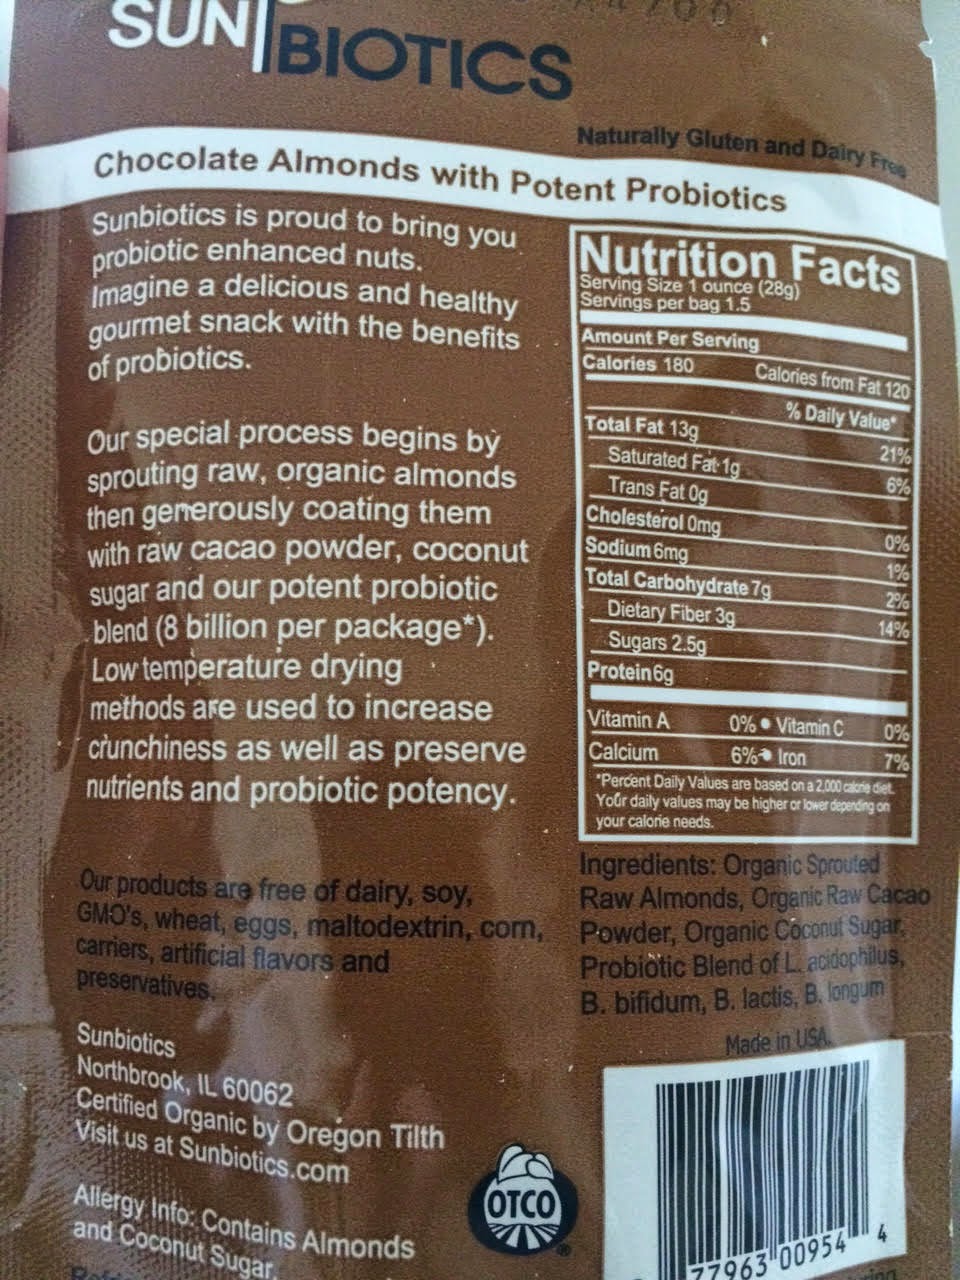 SUN BIOTICS
Naturally Gluten and Dairy Free
Chocolate Almonds with Potent Probiotics
Sunbiotics is proud to bring you
probiotic enhanced nuts.
Imagine a delicious and healthy
gourmet snack with the benefits
of probiotics.
Our special process begins by
sprouting raw, organic almonds
then generously coating them
with raw cacao powder, coconut
sugar and our potent probiotic
blend (8 billion per package*).
Low temperature drying
methods are used to increase
crunchiness as well as preserve
nutrients and probiotic potency.
Our products are free of dairy, soy,
GMO's, wheat, eggs, maltodextrin, corn,
carriers, artificial flavors and
preservatives.
Sunbiotics
Northbrook, IL 60062
Certified Organic by Oregon Tilth
Visit us at Sunbiotics.com
Allergy Info: Contains Almonds
and Coconut Sugar.
Nutrition Facts
Serving Size 1 ounce (28g)
Servings per bag 1.5
Amount Per Serving
Calories 180 Calories from Fat 120
% Daily Value*
Total Fat 13g 21%
Saturated Fat 1g 6%
Trans Fat 0g
Cholesterol 0mg 0%
Sodium 6mg 1%
Total Carbohydrate 7g 2%
Dietary Fiber 3g 14%
Sugars 2.5g
Protein 6g
Vitamin A 0% • Vitamin C 0%
Calcium 6% • Iron 7%
*Percent Daily Values are based on a 2,000 calorie diet.
Your daily values may be higher or lower depending on
your calorie needs.
Ingredients: Organic Sprouted
Raw Almonds, Organic Raw Cacao
Powder, Organic Coconut Sugar,
Probiotic Blend of L. acidophilus,
B. bifidum, B. lactis, B. longum
Made in USA.
OTCO
®
77963 00954 4